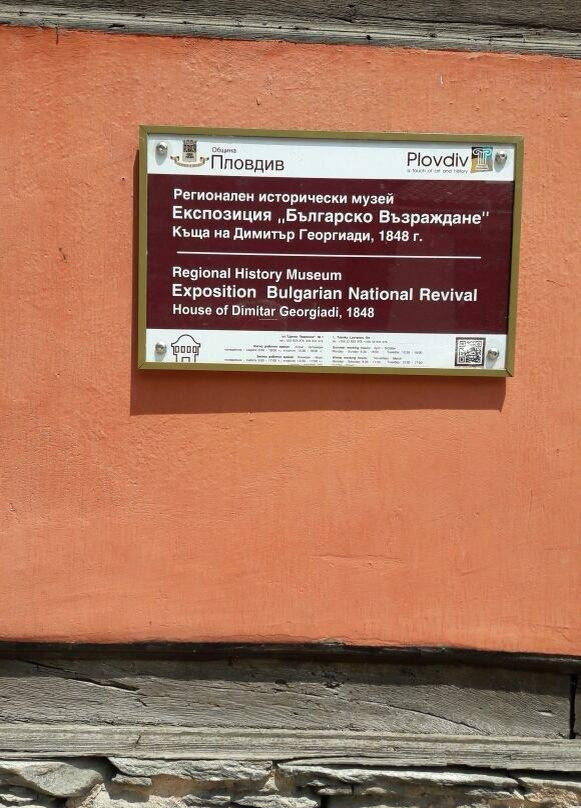 Община
Пловдив
Plovdiv
a touch of art and history
Регионален исторически музей
Експозиция „Българско Възраждане"
Къща на Димитър Георгиади, 1848 г.
Regional History Museum
Exposition Bulgarian National Revival
House of Dimitar Georgiadi, 1848